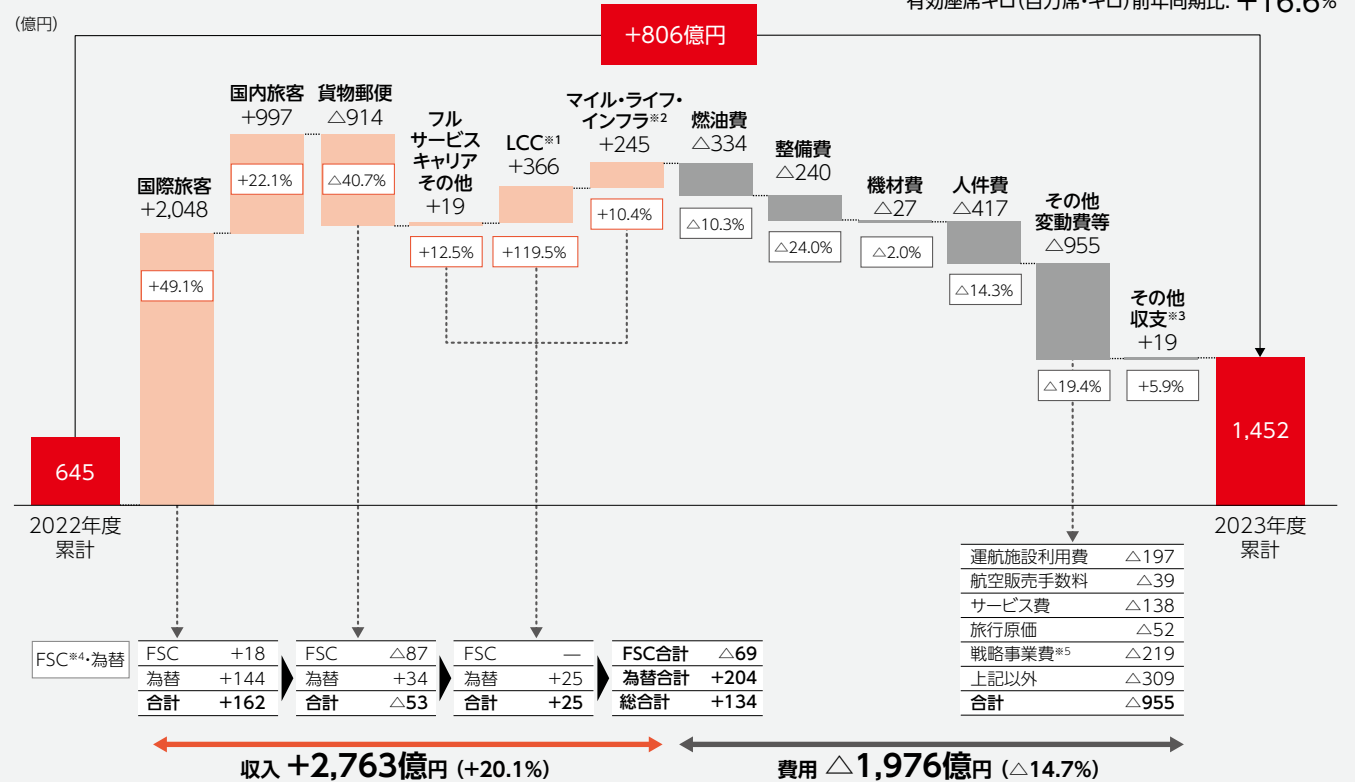 有効座席キロ(百万席・キロ)前年同期比: +16.6%
(億円)
+806億円
国内旅客
+997
+22.1%
貨物郵便
△914
△40.7%
フル
サービス
キャリア
その他
+19
+12.5%
LCC※1
+366
+119.5%
マイル・ライフ・
インフラ※2
+245
+10.4%
燃油費
△334
△10.3%
整備費
△240
△24.0%
機材費
△27
△2.0%
人件費
△417
△14.3%
その他
変動費等
△955
△19.4%
その他
収支※3
+19
+5.9%
国際旅客
+2,048
+49.1%
645
2022年度
累計
1,452
2023年度
累計
FSC※4・為替
FSC +18
為替 +144
合計 +162
FSC △87
為替 +34
合計 △53
FSC —
為替 +25
合計 +25
FSC合計 △69
為替合計 +204
総合計 +134
運航施設利用費 △197
航空販売手数料 △39
サービス費 △138
旅行原価 △52
戦略事業費※5 △219
上記以外 △309
合計 △955
収入 +2,763億円 (+20.1%)
費用 △1,976億円 (△14.7%)